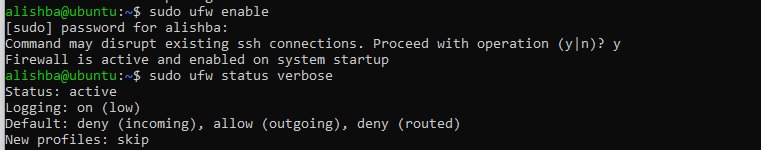 alishba@ubuntu:~$ sudo ufw enable
[sudo] password for alishba:
Command may disrupt existing ssh connections. Proceed with operation (y|n)? y
Firewall is active and enabled on system startup
alishba@ubuntu:~$ sudo ufw status verbose
Status: active
Logging: on (low)
Default: deny (incoming), allow (outgoing), deny (routed)
New profiles: skip